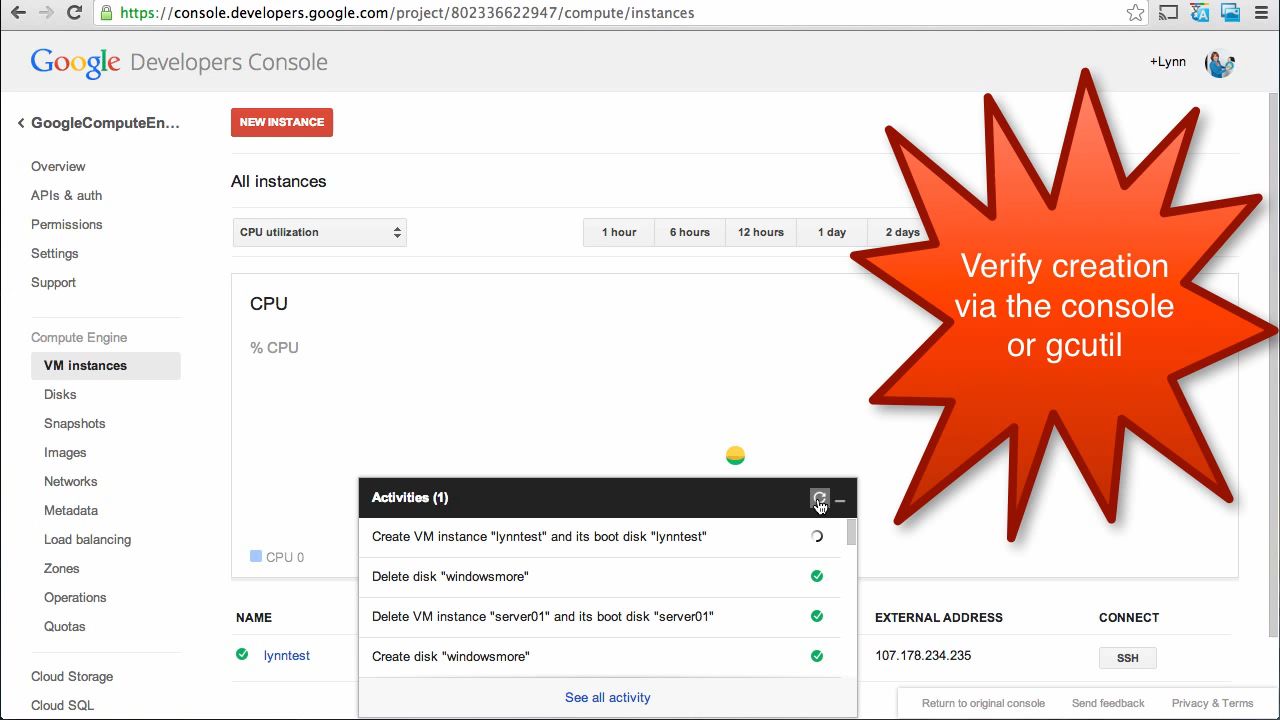 https://console.developers.google.com/project/802336622947/compute/instances
Google Developers Console
+Lynn
GoogleComputeEn...
Overview
APIs & auth
Permissions
Settings
Support
Compute Engine
VM instances
Disks
Snapshots
Images
Networks
Metadata
Load balancing
Zones
Operations
Quotas
Cloud Storage
Cloud SQL
NEW INSTANCE
All instances
CPU utilization
1 hour 6 hours 12 hours 1 day 2 days
CPU
% CPU
CPU 0
Verify creation
via the console
or gcutil
Activities (1)
Create VM instance "lynntest" and its boot disk "lynntest"
Delete disk "windowsmore"
Delete VM instance "server01" and its boot disk "server01"
Create disk "windowsmore"
See all activity
NAME EXTERNAL ADDRESS CONNECT
lynntest 107.178.234.235 SSH
Return to original console Send feedback Privacy & Terms